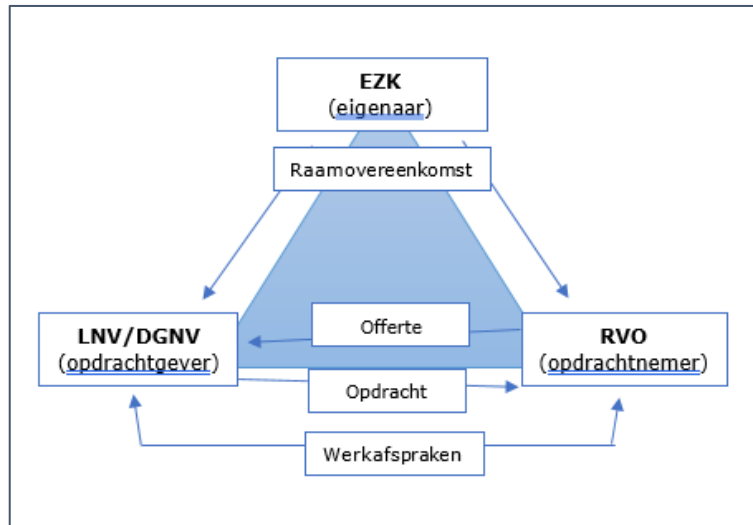 EZK
(eigenaar)
Raamovereenkomst
LNV/DGNV
(opdrachtgever)
Offerte
RVO
(opdrachtnemer)
Opdracht
Werkafspraken